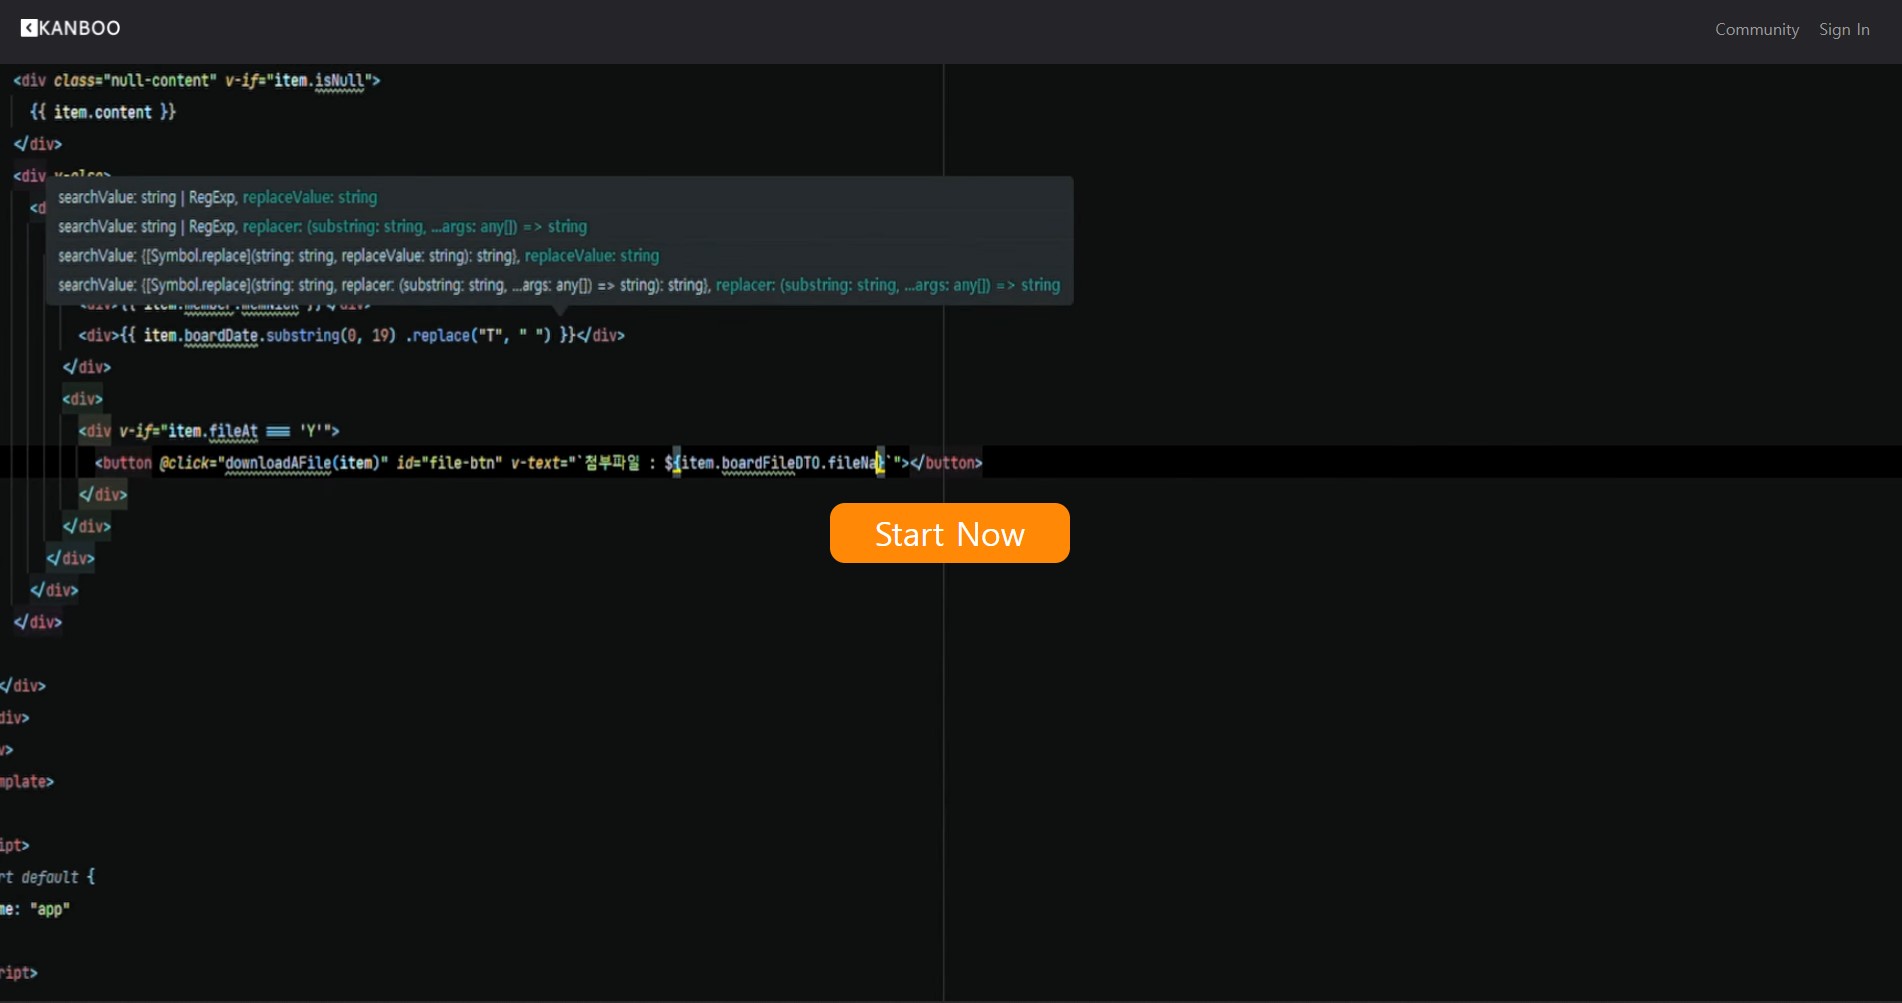 KANBOO
Community Sign In
<div class="null-content" v-if="item.isNull">
{{ item.content }}
</div>
<div v-else>
<d
searchValue: string | RegExp, replaceValue: string
searchValue: string | RegExp, replacer: (substring: string, ...args: any[]) => string
searchValue: {[Symbol.replace](string: string, replaceValue: string): string}, replaceValue: string
searchValue: {[Symbol.replace](string: string, replacer: (substring: string, ...args: any[]) => string): string}, replacer: (substring: string, ...args: any[]) => string
<div>{{ item.member.memNick }}</div>
<div>{{ item.boardDate.substring(0, 19) .replace("T", " ") }}</div>
</div>
<div>
<div v-if="item.fileAt === 'Y'">
<button @click="downloadAFile(item)" id="file-btn" v-text="`첨부파일 : ${item.boardFileDTO.fileNa}`"></button>
</div>
Start Now
</div>
</div>
</div>
</div>
</div>
div>
v>
mplate>
ipt>
rt default {
me: "app"
ript>